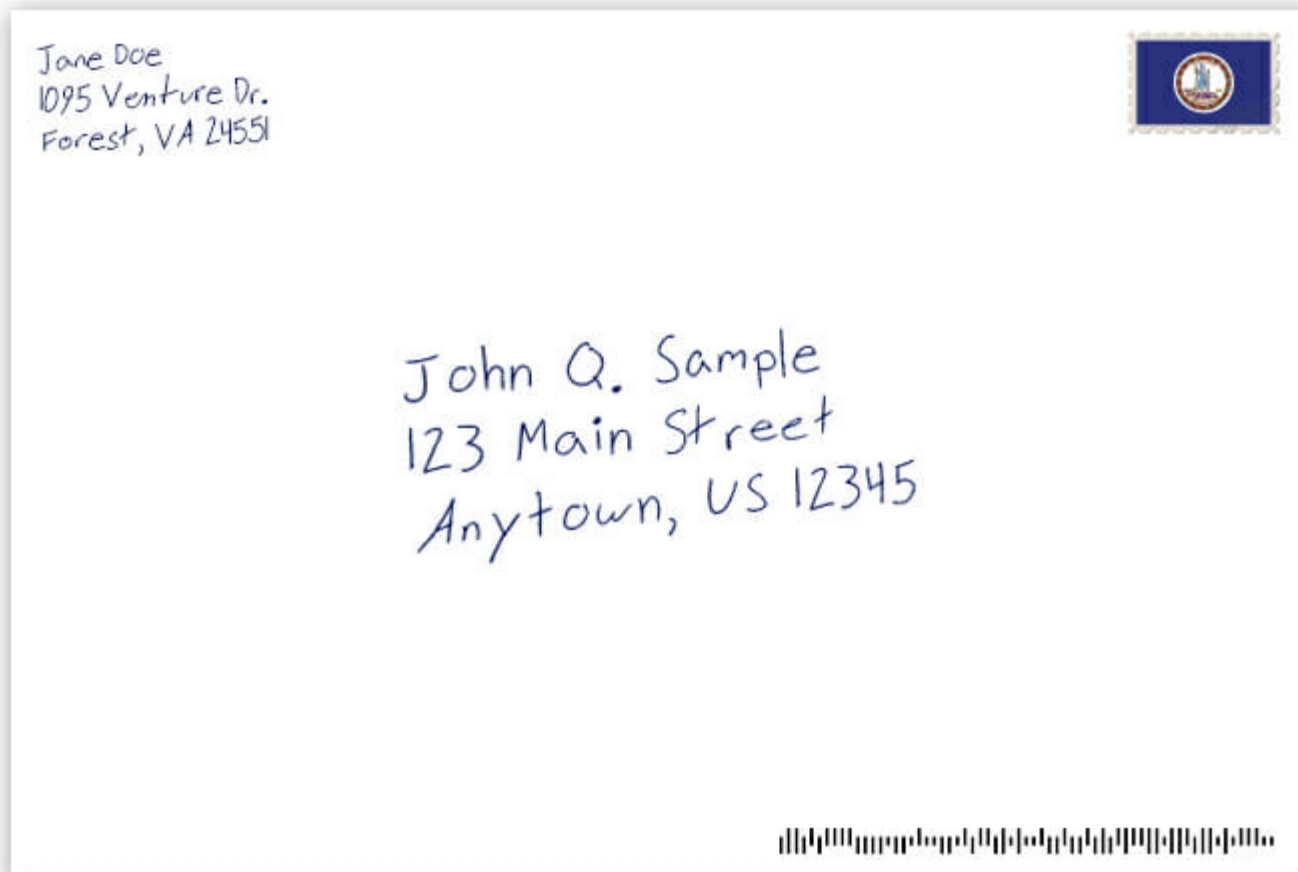 Jane Doe
1095 Venture Dr.
Forest, VA 24551
John Q. Sample
123 Main Street
Anytown, US 12345